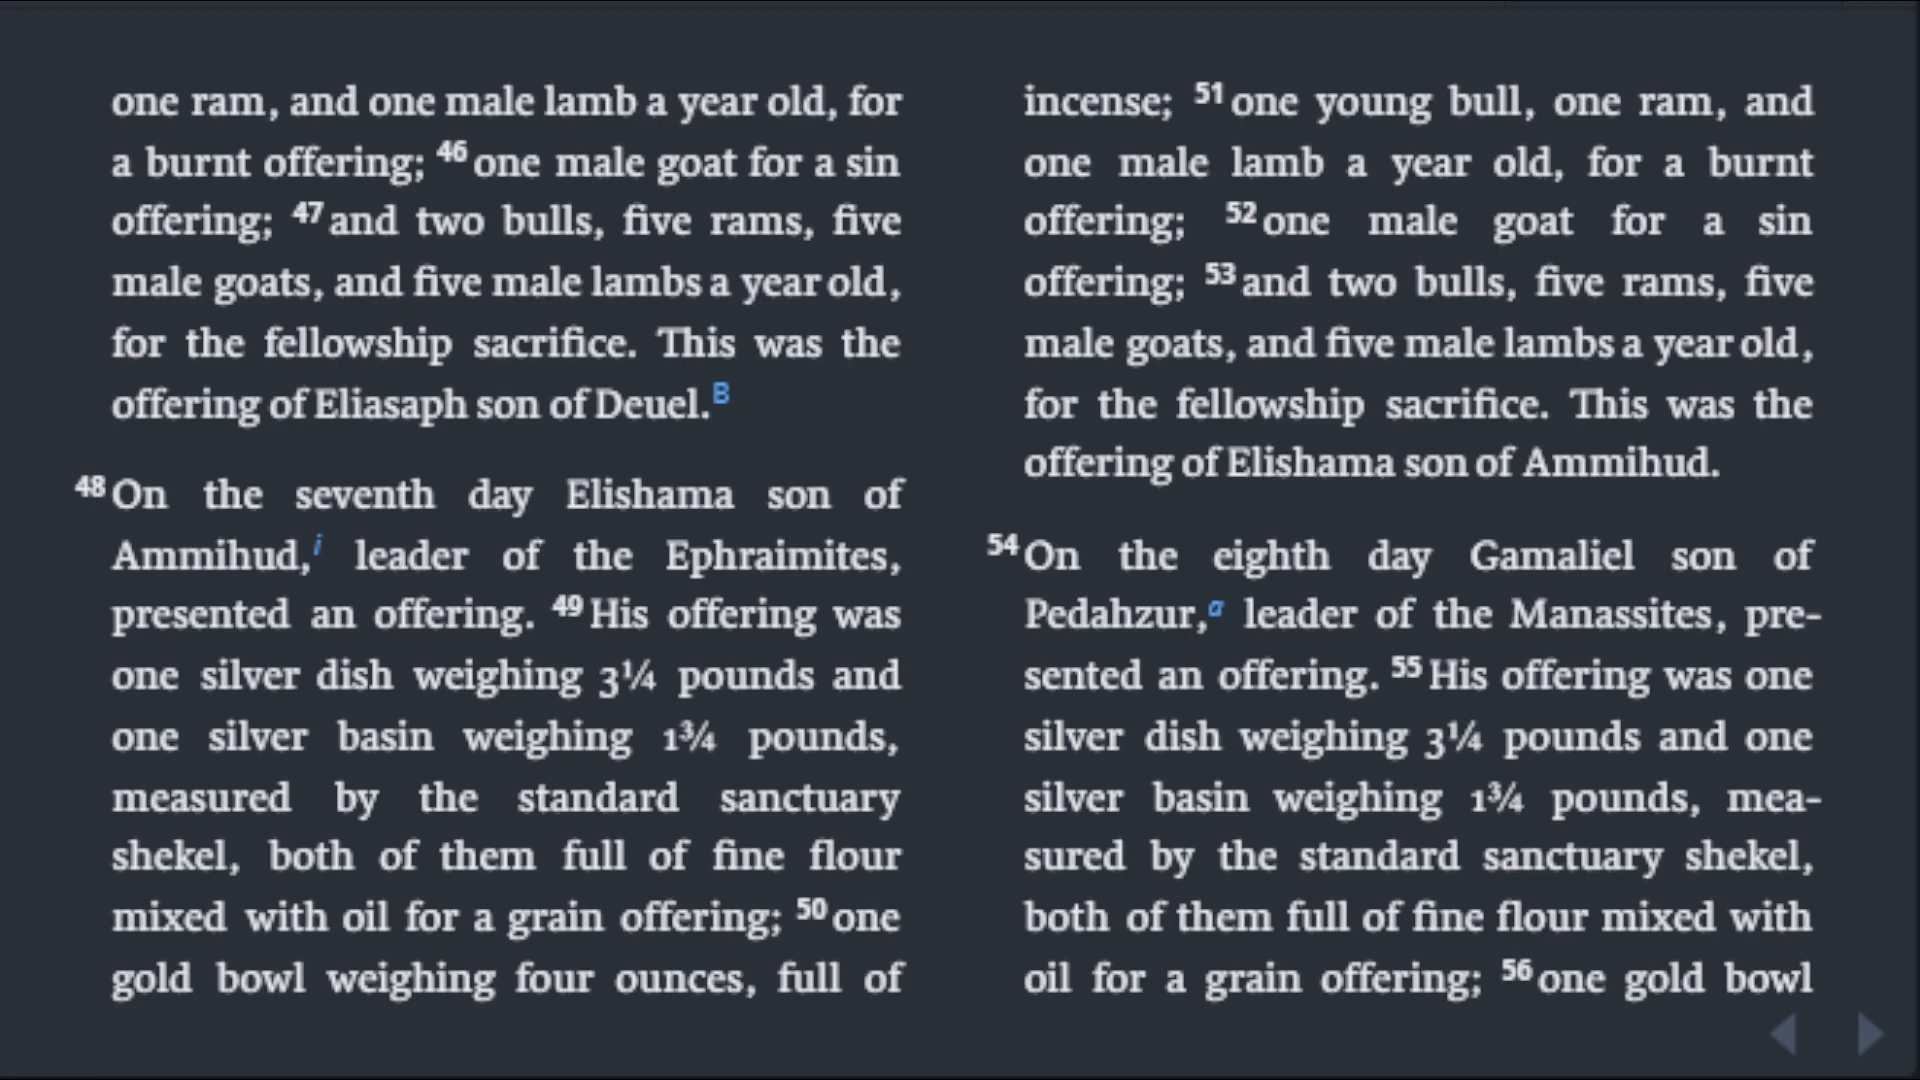 one ram, and one male lamb a year old, for
a burnt offering; 46 one male goat for a sin
offering; 47 and two bulls, five rams, five
male goats, and five male lambs a year old,
for the fellowship sacrifice. This was the
offering of Eliasaph son of Deuel.B
48 On the seventh day Elishama son of
Ammihud,i leader of the Ephraimites,
presented an offering. 49 His offering was
one silver dish weighing 3¼ pounds and
one silver basin weighing 1¾ pounds,
measured by the standard sanctuary
shekel, both of them full of fine flour
mixed with oil for a grain offering; 50 one
gold bowl weighing four ounces, full of
incense; 51 one young bull, one ram, and
one male lamb a year old, for a burnt
offering; 52 one male goat for a sin
offering; 53 and two bulls, five rams, five
male goats, and five male lambs a year old,
for the fellowship sacrifice. This was the
offering of Elishama son of Ammihud.
54 On the eighth day Gamaliel son of
Pedahzur,a leader of the Manassites, pre-
sented an offering. 55 His offering was one
silver dish weighing 3¼ pounds and one
silver basin weighing 1¾ pounds, mea-
sured by the standard sanctuary shekel,
both of them full of fine flour mixed with
oil for a grain offering; 56 one gold bowl